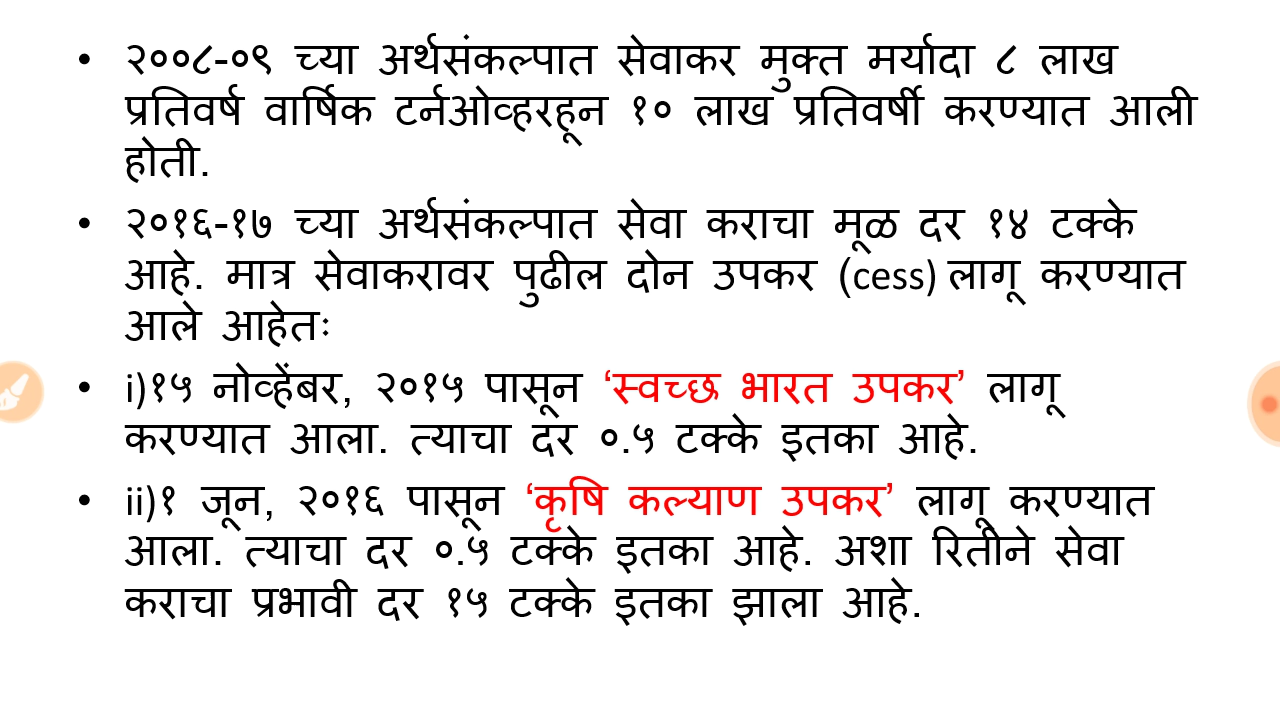 • २००८-०९ च्या अर्थसंकल्पात सेवाकर मुक्त मर्यादा ८ लाख
प्रतिवर्ष वार्षिक टर्नओव्हरहून १० लाख प्रतिवर्षी करण्यात आली
होती.
• २०१६-१७ च्या अर्थसंकल्पात सेवा कराचा मूळ दर १४ टक्के
आहे. मात्र सेवाकरावर पुढील दोन उपकर (cess) लागू करण्यात
आले आहेतः
• i)१५ नोव्हेंबर, २०१५ पासून ‘स्वच्छ भारत उपकर’ लागू
करण्यात आला. त्याचा दर ०.५ टक्के इतका आहे.
• ii)१ जून, २०१६ पासून ‘कृषि कल्याण उपकर’ लागू करण्यात
आला. त्याचा दर ०.५ टक्के इतका आहे. अशा रितीने सेवा
कराचा प्रभावी दर १५ टक्के इतका झाला आहे.